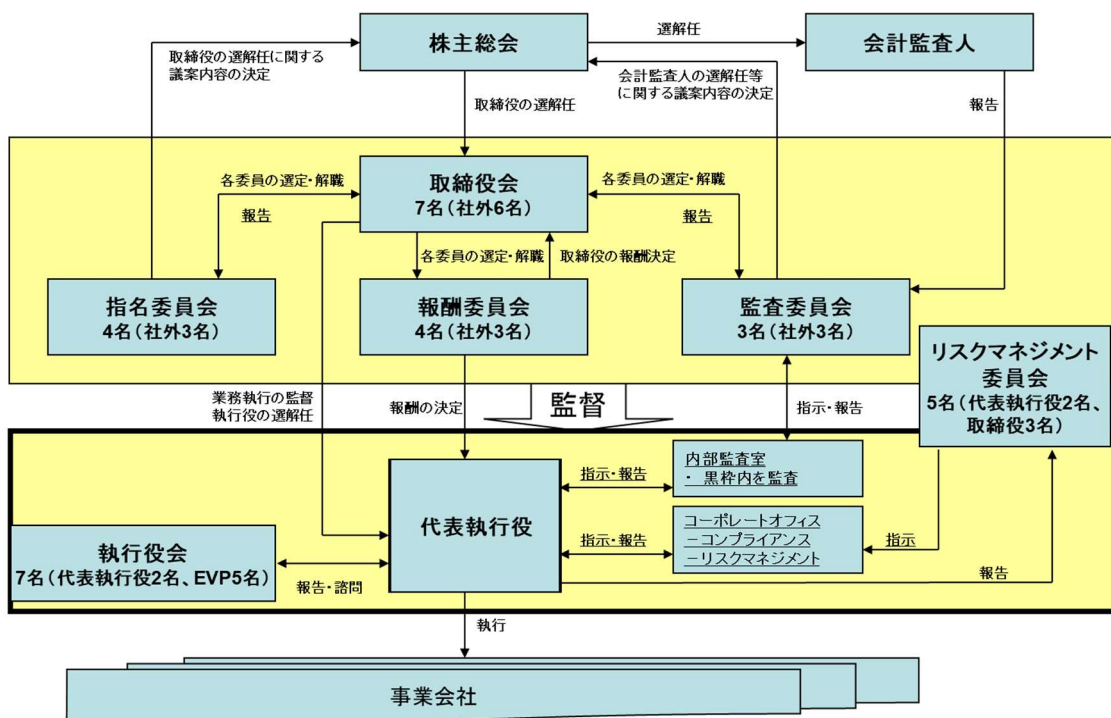 株主総会
選解任
会計監査人
取締役の選解任に関する
議案内容の決定
会計監査人の選解任等
に関する議案内容の決定
取締役の選解任
報告
取締役会
7名（社外6名）
各委員の選定・解職
報告
各委員の選定・解職
報告
各委員の選定・解職
取締役の報酬決定
指名委員会
4名（社外3名）
報酬委員会
4名（社外3名）
監査委員会
3名（社外3名）
リスクマネジメント
委員会
5名（代表執行役2名、
取締役3名）
業務執行の監督
執行役の選解任
報酬の決定
監督
指示・報告
内部監査室
・ 黒枠内を監査
指示・報告
代表執行役
コーポレートオフィス
－コンプライアンス
－リスクマネジメント
指示・報告
指示
執行役会
7名（代表執行役2名、EVP5名）
報告・諮問
報告
執行
事業会社